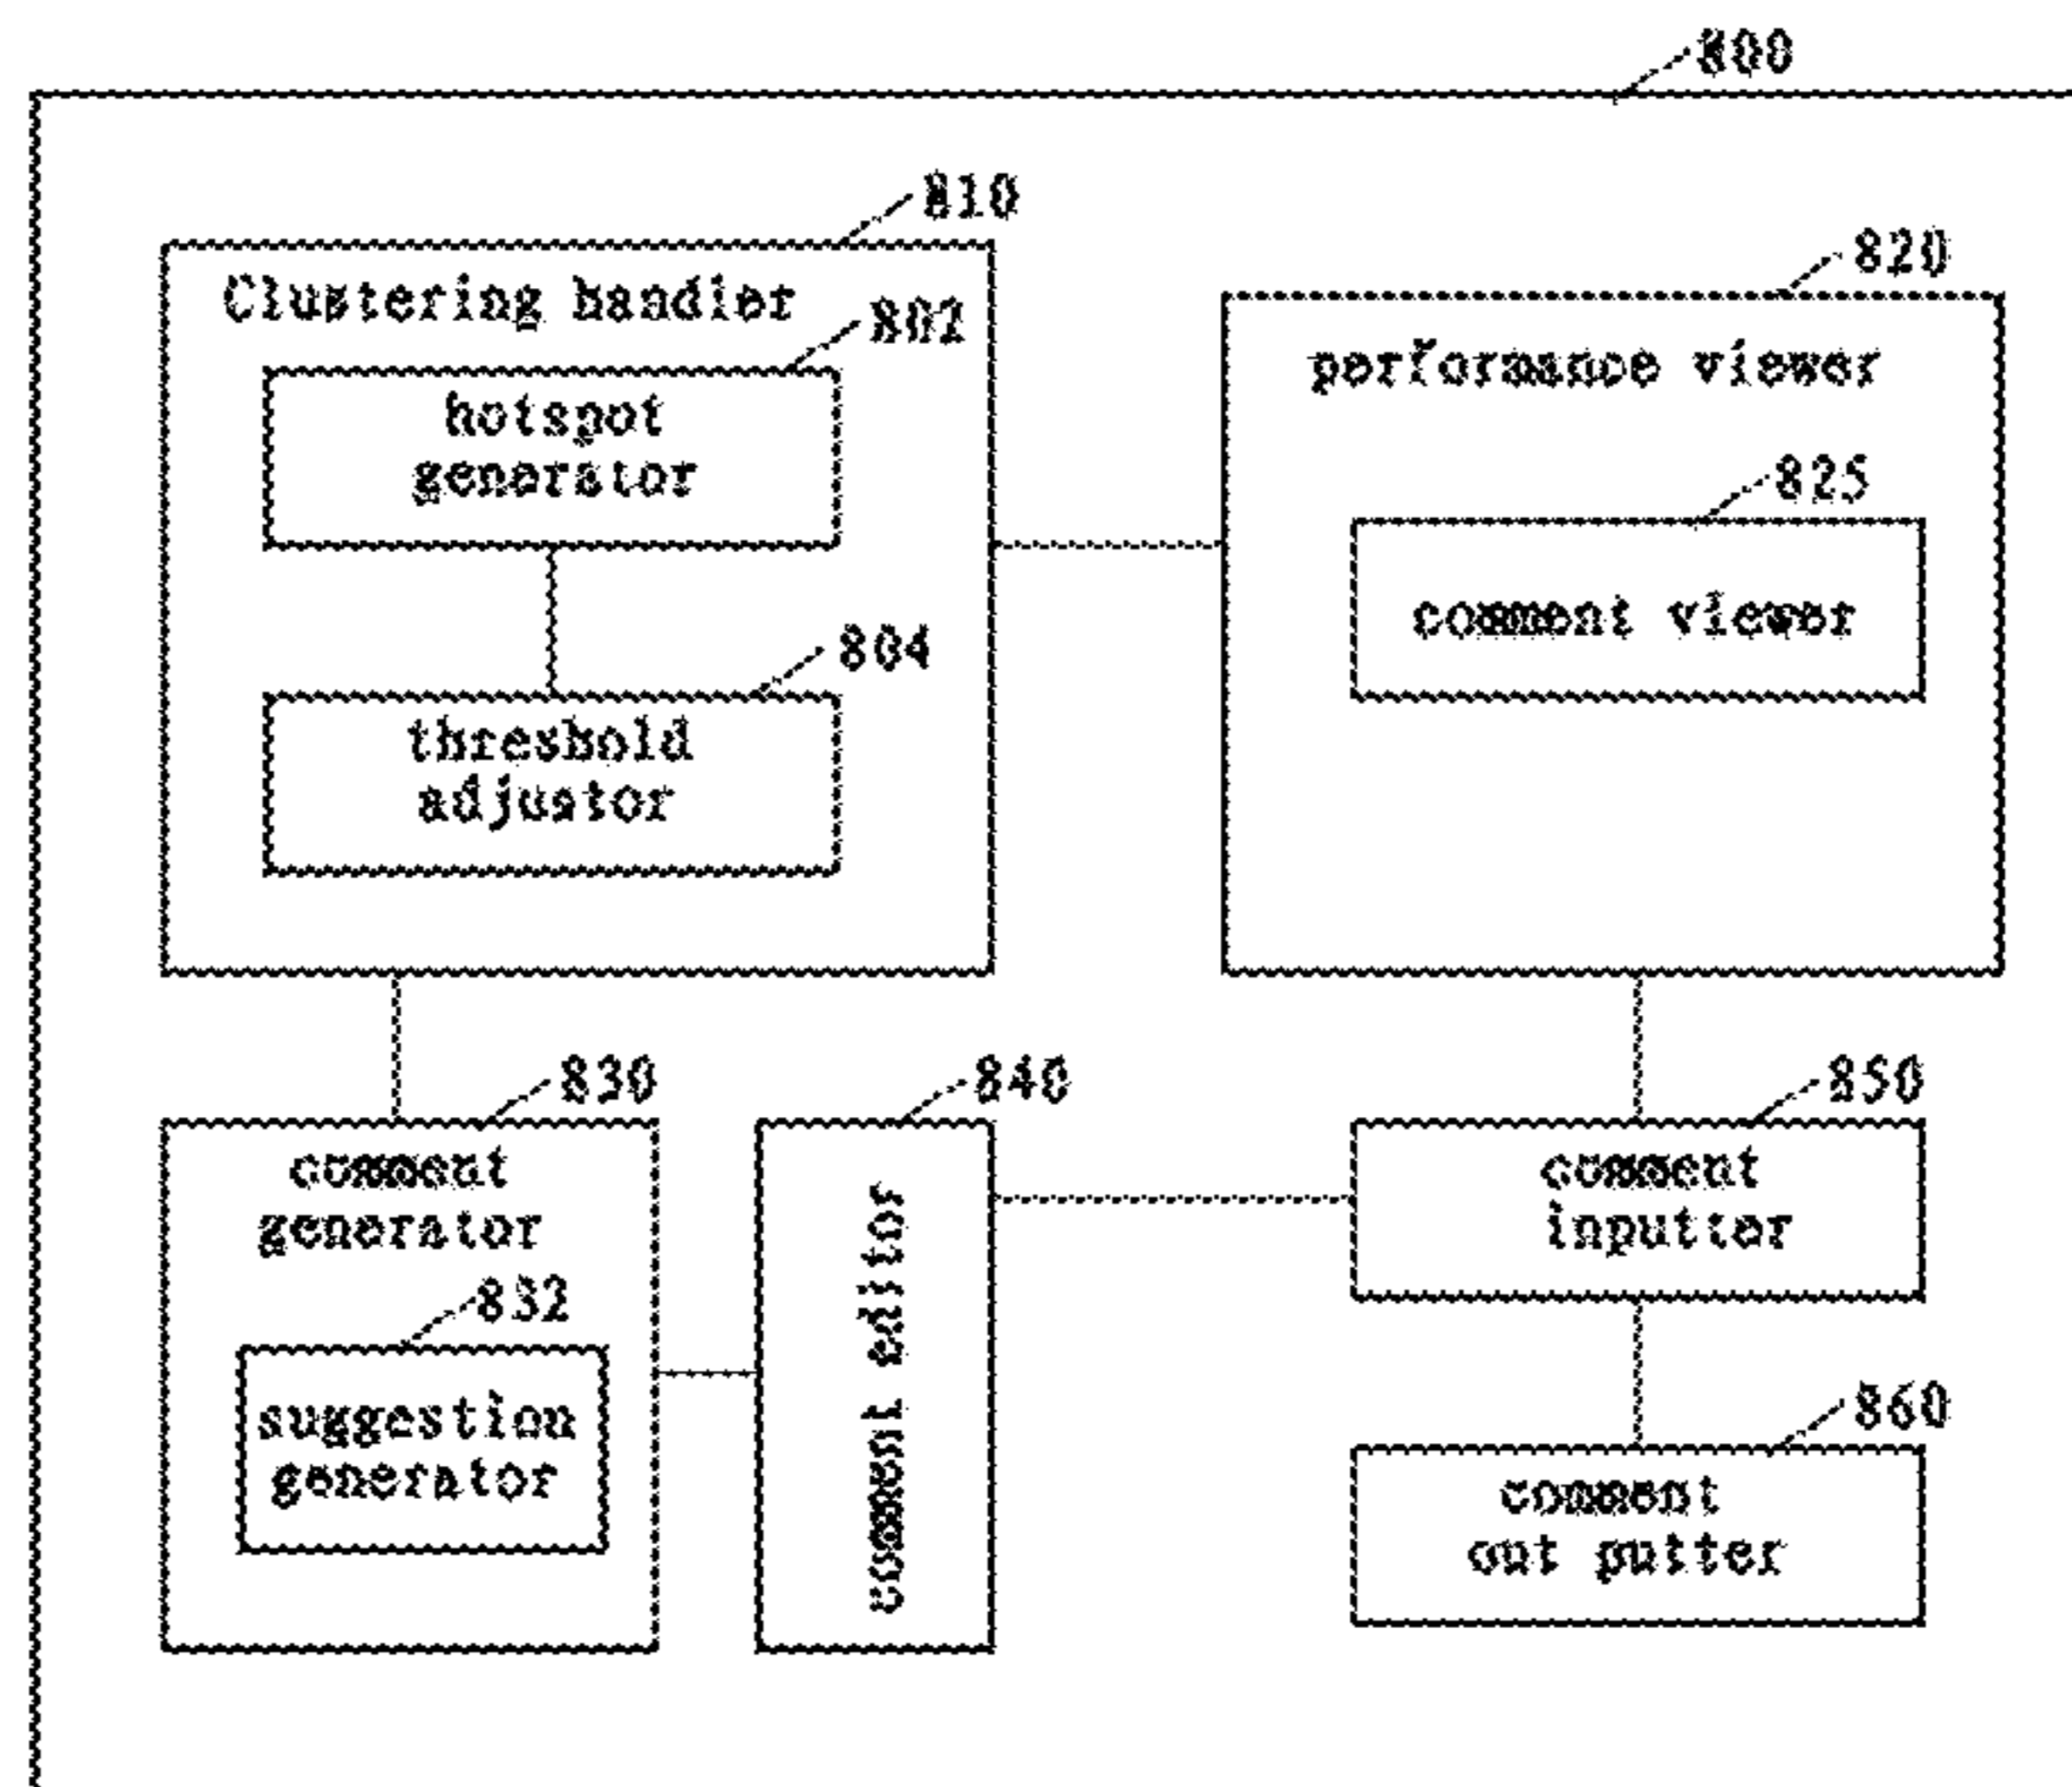 800
810
Clustering handler
802
hotspot
generator
804
threshold
adjustor
820
performance viewer
825
comment viewer
830
comment
generator
832
suggestion
generator
840
comment editor
850
comment
inputter
860
comment
out putter